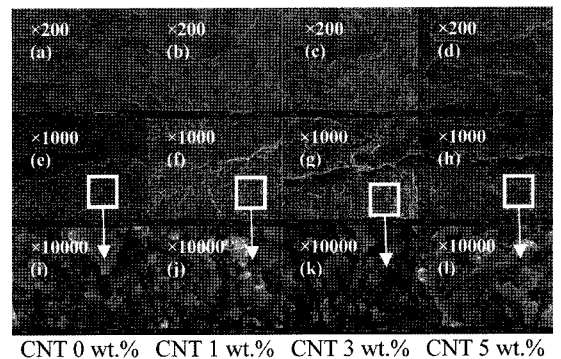 ×200 ×200 ×200 ×200
(a) (b) (c) (d)
×1000 ×1000 ×1000 ×1000
(e) (f) (g) (h)
×10000 ×10000 ×10000 ×10000
(i) (j) (k) (l)
CNT 0 wt.% CNT 1 wt.% CNT 3 wt.% CNT 5 wt.%